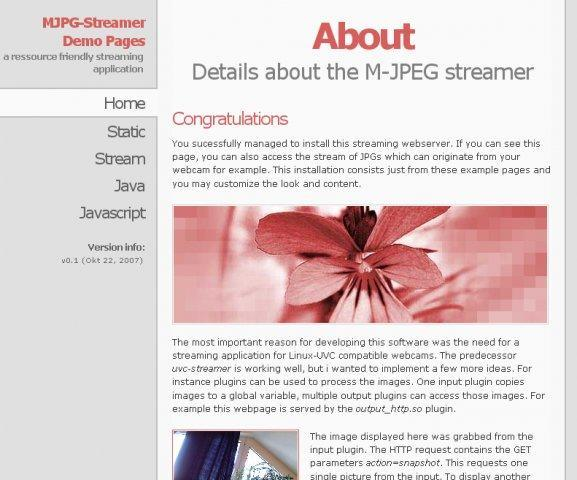 MJPG-Streamer
Demo Pages
a ressource friendly streaming
application
Home
Static
Stream
Java
Javascript
Version info:
v0.1 (Okt 22, 2007)
About
Details about the M-JPEG streamer
Congratulations
You sucessfully managed to install this streaming webserver. If you can see this
page, you can also access the stream of JPGs which can originate from your
webcam for example. This installation consists just from these example pages and
you may customize the look and content.
The most important reason for developing this software was the need for a
streaming application for Linux-UVC compatible webcams. The predecessor
uvc-streamer is working well, but i wanted to implement a few more ideas. For
instance plugins can be used to process the images. One input plugin copies
images to a global variable, multiple output plugins can access those images. For
example this webpage is served by the output_http.so plugin.
The image displayed here was grabbed from the
input plugin. The HTTP request contains the GET
parameters action=snapshot. This requests one
single picture from the input. To display another